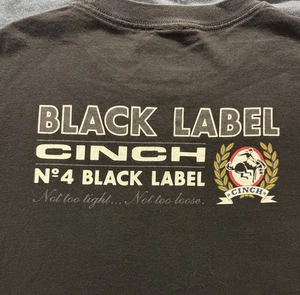 BLACK LABEL
CINCH
Nº4 BLACK LABEL
Not too tight... Not too loose.
CINCH